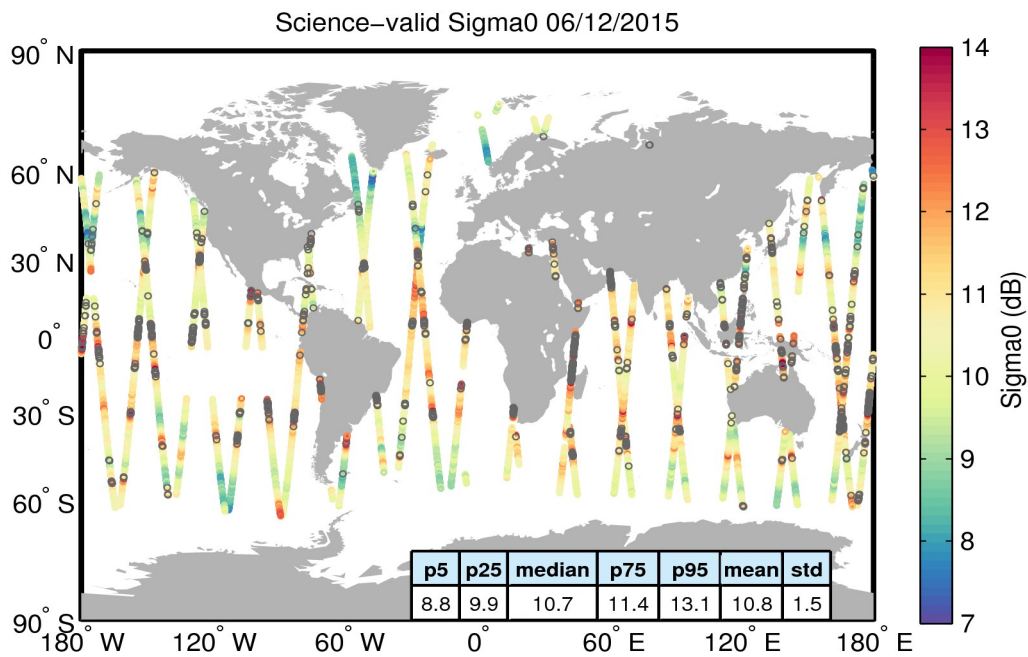 Science−valid Sigma0 06/12/2015
90° N
60° N
30° N
0°
30° S
60° S
90° S
180° W
120° W
60° W
0°
60° E
120° E
180° E
p5 p25 median p75 p95 mean std
8.8 9.9 10.7 11.4 13.1 10.8 1.5
14
13
12
11
10
9
8
7
Sigma0 (dB)